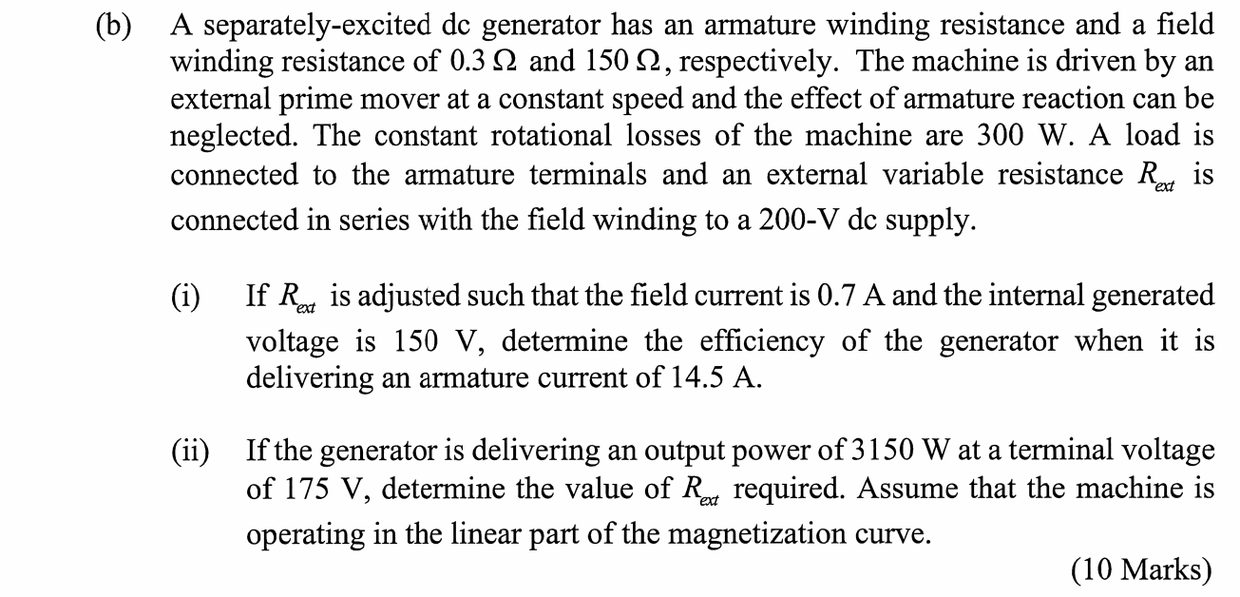 (b) A separately-excited dc generator has an armature winding resistance and a field
winding resistance of 0.3 Ω and 150 Ω, respectively. The machine is driven by an
external prime mover at a constant speed and the effect of armature reaction can be
neglected. The constant rotational losses of the machine are 300 W. A load is
connected to the armature terminals and an external variable resistance R_ext is
connected in series with the field winding to a 200-V dc supply.
(i) If R_ext is adjusted such that the field current is 0.7 A and the internal generated
voltage is 150 V, determine the efficiency of the generator when it is
delivering an armature current of 14.5 A.
(ii) If the generator is delivering an output power of 3150 W at a terminal voltage
of 175 V, determine the value of R_ext required. Assume that the machine is
operating in the linear part of the magnetization curve.
(10 Marks)